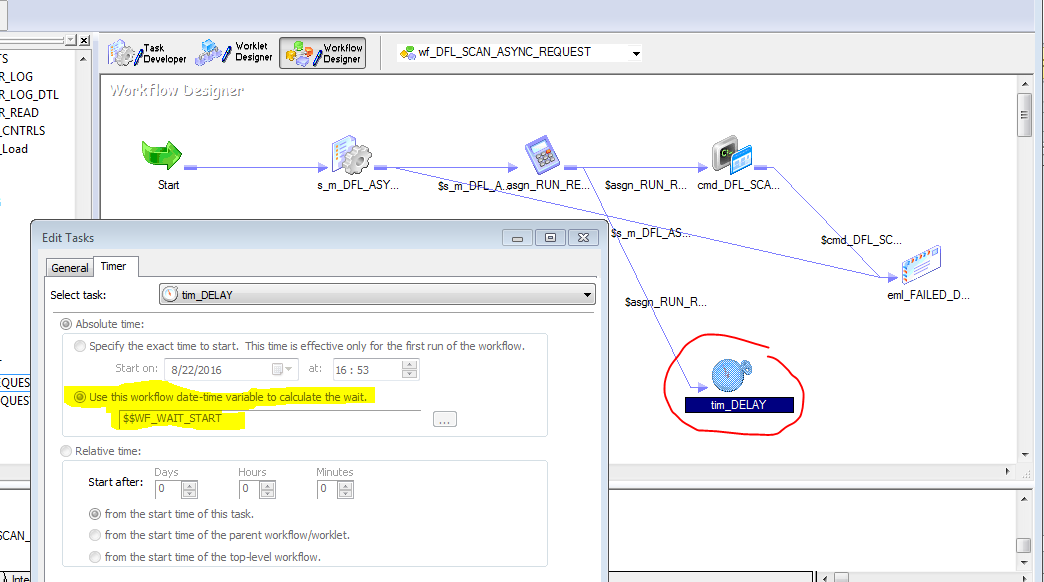 TS
R_LOG
R_LOG_DTL
R_READ
_CNTRLS
_Load
Task
Developer
Worklet
Designer
Workflow
Designer
wf_DFL_SCAN_ASYNC_REQUEST
Workflow Designer
Start
s_m_DFL_ASY...
$s_m_DFL_A...
asgn_RUN_RE...
$asgn_RUN_R...
cmd_DFL_SCA...
$s_m_DFL_AS...
$cmd_DFL_SC...
eml_FAILED_D...
$asgn_RUN_R...
tim_DELAY
Edit Tasks
General
Timer
Select task:
tim_DELAY
Absolute time:
Specify the exact time to start. This time is effective only for the first run of the workflow.
Start on:
8/22/2016
at:
16 : 53
Use this workflow date-time variable to calculate the wait.
$$WF_WAIT_START
...
Relative time:
Start after:
Days
Hours
Minutes
0
0
0
from the start time of this task.
from the start time of the parent workflow/worklet.
from the start time of the top-level workflow.
EQUES
QUEST
SCAN_
Inte